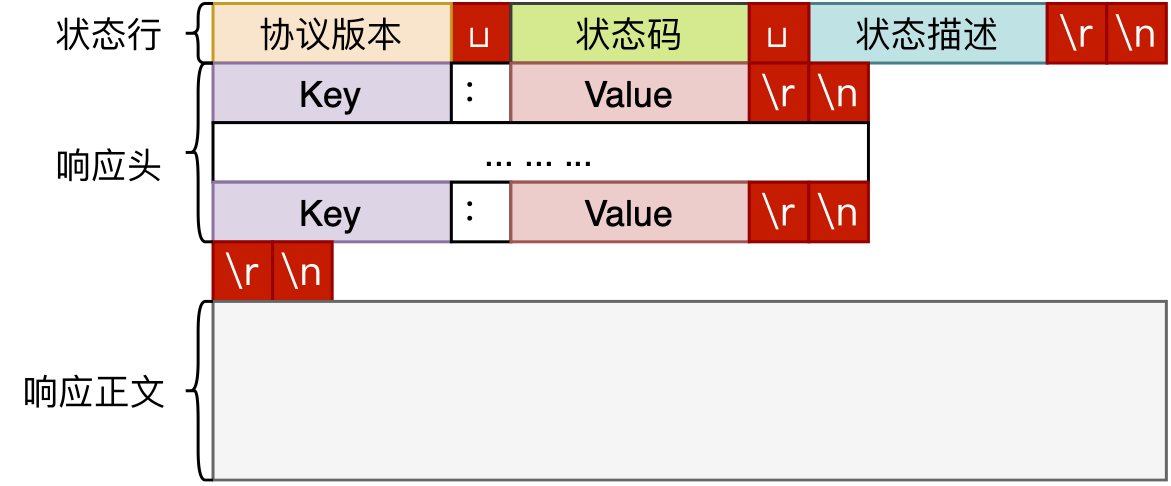 状态行 协议版本 ␣ 状态码 ␣ 状态描述 \r \n
Key : Value \r \n
响应头 ... ... ...
Key : Value \r \n
\r \n
响应正文